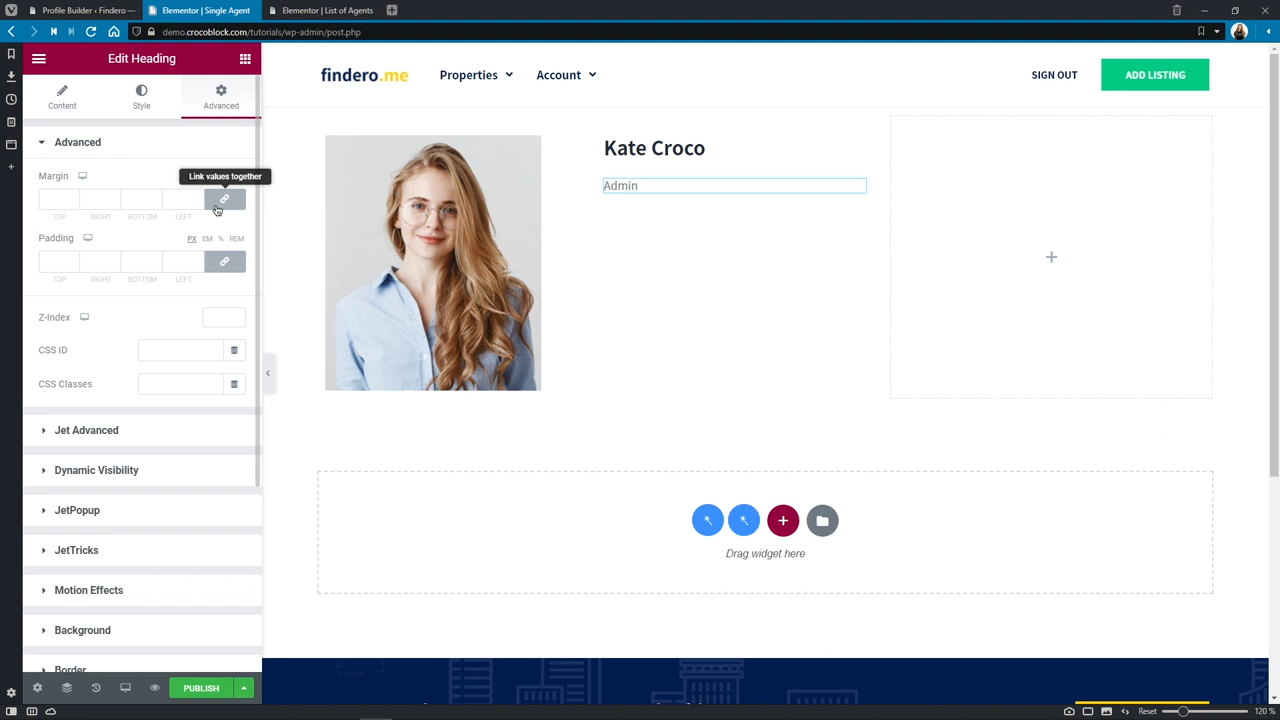 Profile Builder ‹ Findero —
Elementor | Single Agent
Elementor | List of Agents
demo.crocoblock.com/tutorials/wp-admin/post.php
Edit Heading
Content
Style
Advanced
Advanced
Margin
Link values together
TOP RIGHT BOTTOM LEFT
Padding
PX EM % REM
TOP RIGHT BOTTOM LEFT
Z-Index
CSS ID
CSS Classes
Jet Advanced
Dynamic Visibility
JetPopup
JetTricks
Motion Effects
Background
Border
PUBLISH
findero.me
Properties
Account
SIGN OUT
ADD LISTING
Kate Croco
Admin
Drag widget here
Reset
120 %